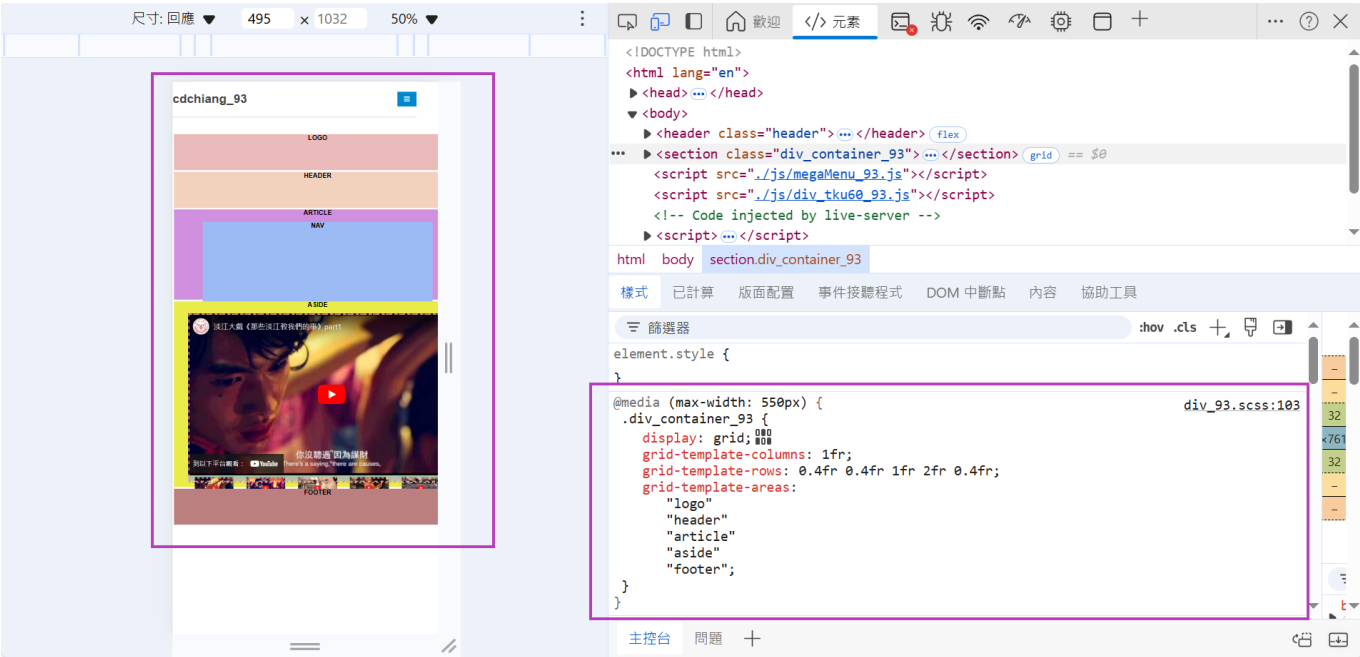 尺寸: 回應 ▼ 495 × 1032 50% ▼
cdchiang_93
LOGO
HEADER
ARTICLE
NAV
ASIDE
淡江大戲《那些淡江教我們的事》part1
你沒聽過"因為謀財
There's a saying,"there are causes,
到以下平台觀看： YouTube
FOOTER
歡迎 </> 元素
<!DOCTYPE html>
<html lang="en">
▶ <head> ••• </head>
▼ <body>
▶ <header class="header"> ••• </header> flex
••• ▶ <section class="div_container_93"> ••• </section> grid == $0
<script src="./js/megaMenu_93.js"></script>
<script src="./js/div_tku60_93.js"></script>
<!-- Code injected by live-server -->
▶ <script> ••• </script>
html body section.div_container_93
樣式 已計算 版面配置 事件接聽程式 DOM 中斷點 內容 協助工具
篩選器 :hov .cls
element.style {
}
@media (max-width: 550px) { div_93.scss:103
.div_container_93 {
display: grid;
grid-template-columns: 1fr;
grid-template-rows: 0.4fr 0.4fr 1fr 2fr 0.4fr;
grid-template-areas:
"logo"
"header"
"article"
"aside"
"footer";
}
}
–
–
32
×761
32
–
–
主控台 問題